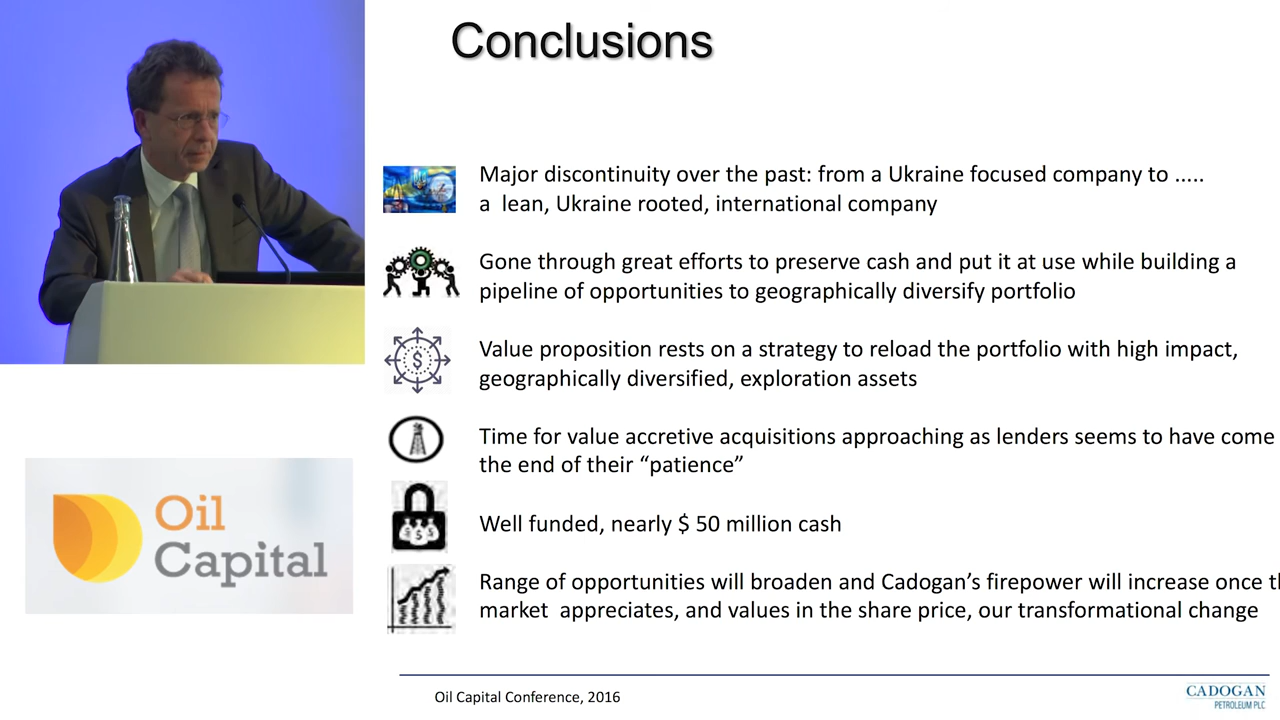 Conclusions
Major discontinuity over the past: from a Ukraine focused company to .....
a lean, Ukraine rooted, international company
Gone through great efforts to preserve cash and put it at use while building a
pipeline of opportunities to geographically diversify portfolio
Value proposition rests on a strategy to reload the portfolio with high impact,
geographically diversified, exploration assets
Time for value accretive acquisitions approaching as lenders seems to have come
the end of their “patience”
Well funded, nearly $ 50 million cash
Range of opportunities will broaden and Cadogan’s firepower will increase once
market appreciates, and values in the share price, our transformational change
Oil
Capital
Oil Capital Conference, 2016
CADOGAN
PETROLEUM PLC